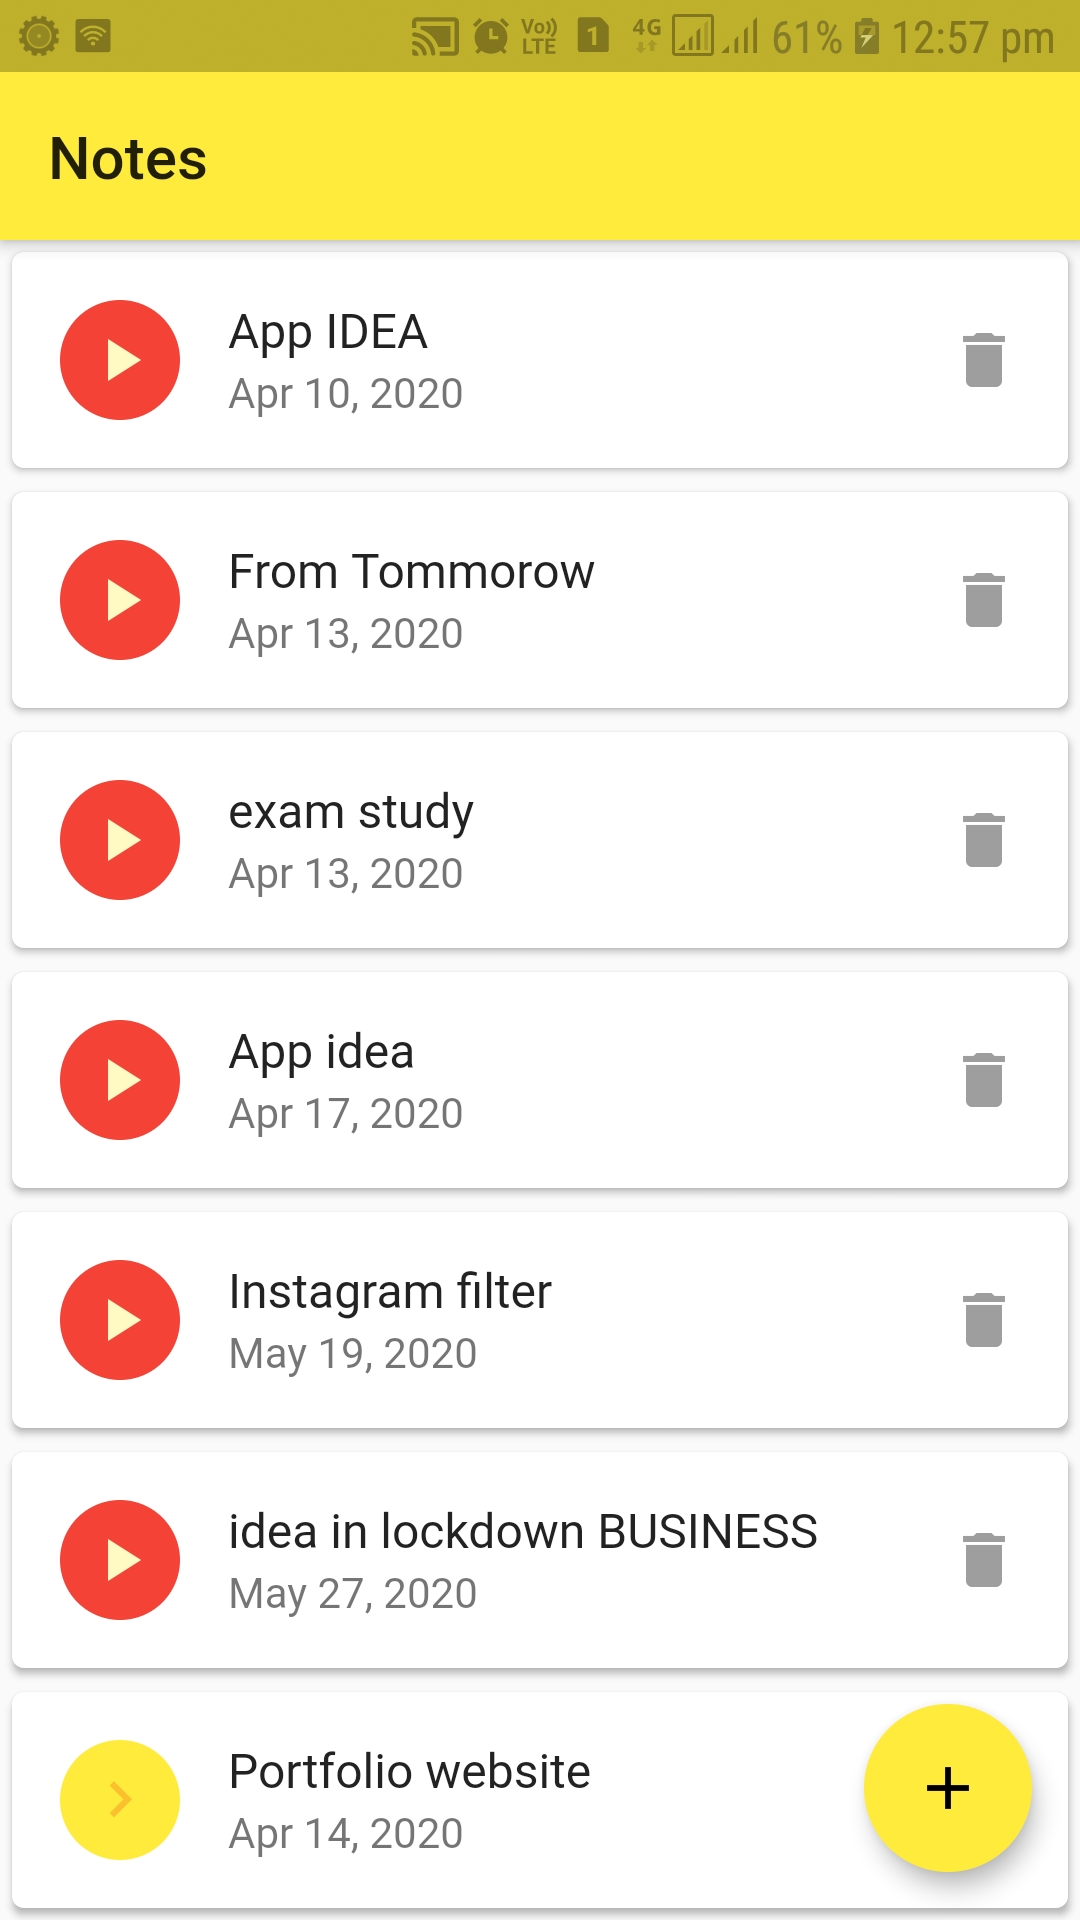 Vo)) LTE 1 4G 61% 12:57 pm
Notes
App IDEA
Apr 10, 2020
From Tommorow
Apr 13, 2020
exam study
Apr 13, 2020
App idea
Apr 17, 2020
Instagram filter
May 19, 2020
idea in lockdown BUSINESS
May 27, 2020
Portfolio website
Apr 14, 2020